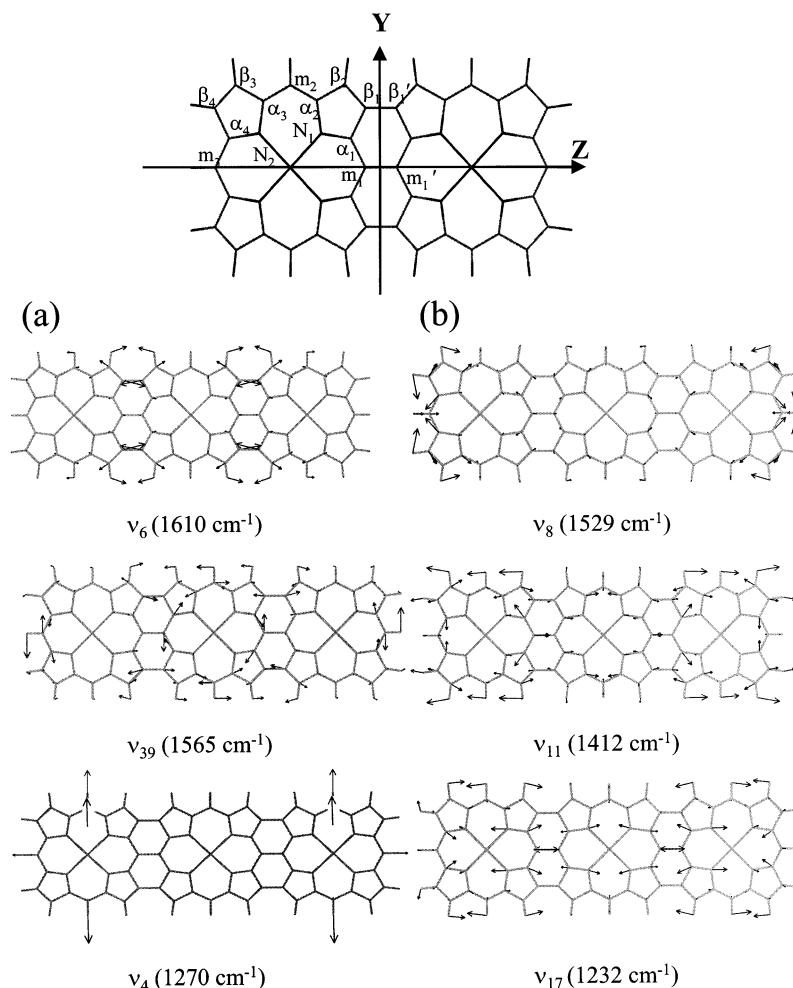 Y
β₃ m₂ β₂ β₁ β₁′
β₄ α₃ α₂
α₄ N₁ α₁
m₃ N₂ m₁ m₁′ Z
(a) (b)
ν₆ (1610 cm⁻¹) ν₈ (1529 cm⁻¹)
ν₃₉ (1565 cm⁻¹) ν₁₁ (1412 cm⁻¹)
ν₄ (1270 cm⁻¹) ν₁₇ (1232 cm⁻¹)